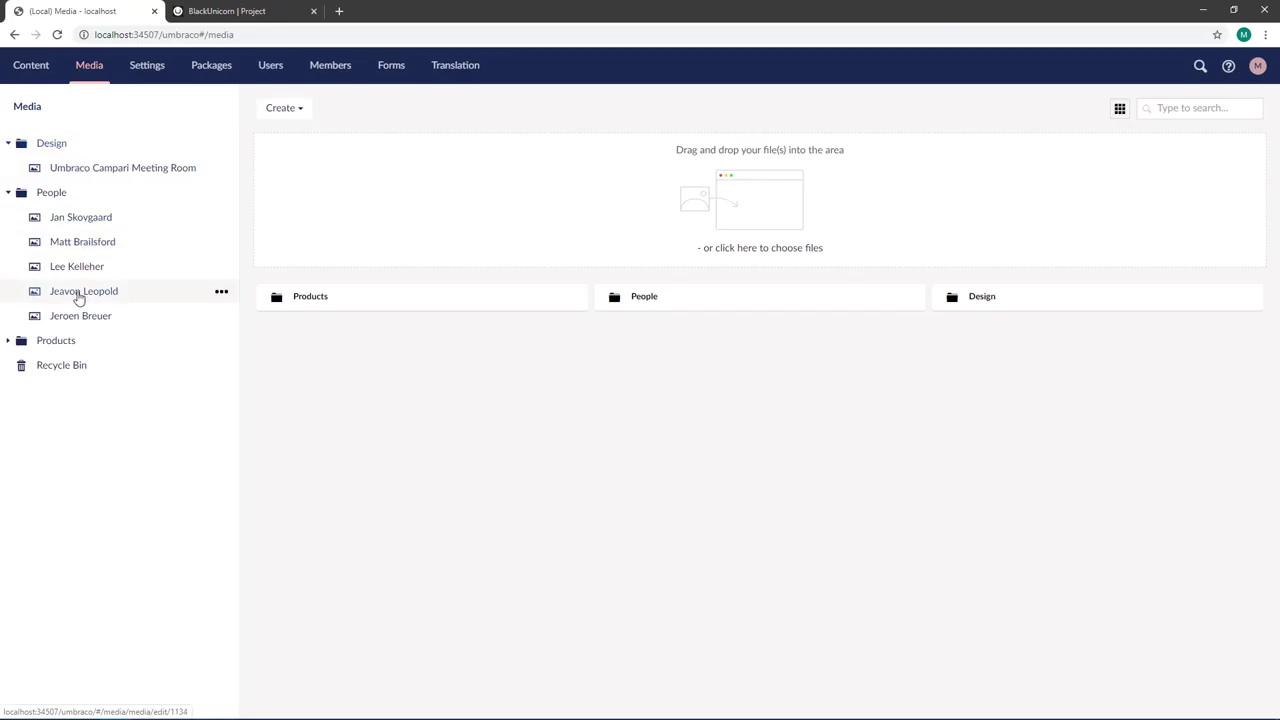 (Local) Media - localhost
BlackUnicorn | Project
localhost:34507/umbraco#/media
M
Content
Media
Settings
Packages
Users
Members
Forms
Translation
M
Media
Create
Type to search...
Design
Umbraco Campari Meeting Room
People
Jan Skovgaard
Matt Brailsford
Lee Kelleher
Jeavon Leopold
Jeroen Breuer
Products
Recycle Bin
Drag and drop your file(s) into the area
- or click here to choose files
Products
People
Design
localhost:34507/umbraco/#/media/media/edit/1134